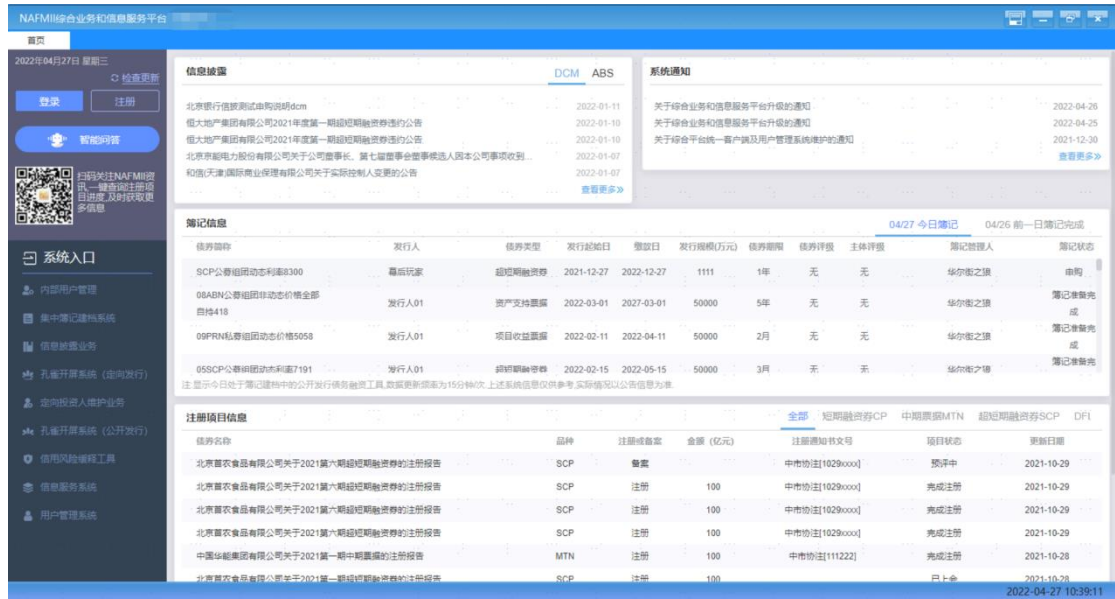 NAFMII综合业务和信息服务平台
首页
2022年04月27日 星期三
检查更新
登录 注册
智能问答
扫码关注NAFMII资
讯,一键查询注册项
目进度,及时获取更
多信息
系统入口
内部用户管理
集中簿记建档系统
信息披露业务
孔雀开屏系统（定向发行）
定向投资人维护业务
孔雀开屏系统（公开发行）
信用风险缓释工具
信息服务系统
用户管理系统
信息披露 DCM ABS
北京银行信披测试申购说明dcm 2022-01-11
恒大地产集团有限公司2021年度第一期超短期融资券违约公告 2022-01-10
恒大地产集团有限公司2021年度第一期超短期融资券违约公告 2022-01-10
北京京能电力股份有限公司关于公司董事长、第七届董事会董事候选人因本公司事项收到... 2022-01-07
和信(天津)国际商业保理有限公司关于实际控制人变更的公告 2022-01-07
查看更多»
系统通知
关于综合业务和信息服务平台升级的通知 2022-04-26
关于综合业务和信息服务平台升级的通知 2022-04-25
关于综合平台统一客户端及用户管理系统维护的通知 2021-12-30
查看更多»
簿记信息 04/27 今日簿记 04/26 前一日簿记完成
债券简称 发行人 债券类型 发行起始日 缴款日 发行规模(万元) 债券期限 债券评级 主体评级 簿记管理人 簿记状态
SCP公募组团动态利率8300 幕后玩家 超短期融资券 2021-12-27 2022-12-27 1111 1年 无 无 华尔街之狼 申购
08ABN公募组团非动态价格全部自持418 发行人01 资产支持票据 2022-03-01 2027-03-01 50000 5年 无 无 华尔街之狼 簿记准备完成
09PRN私募组团动态价格5058 发行人01 项目收益票据 2022-02-11 2022-04-11 50000 2月 无 无 华尔街之狼 簿记准备完成
05SCP公募组团动态利率7191 发行人01 超短期融资券 2022-02-15 2022-05-15 50000 3月 无 无 华尔街之狼 簿记准备完
注:显示今日处于簿记建档中的公开发行债务融资工具,数据更新频率为15分钟/次.上述系统信息仅供参考,实际情况以公告信息为准.
注册项目信息 全部 短期融资券CP 中期票据MTN 超短期融资券SCP DFI
债券名称 品种 注册或备案 金额（亿元） 注册通知书文号 项目状态 更新日期
北京首农食品有限公司关于2021第六期超短期融资券的注册报告 SCP 备案 中市协注[1029xxxx] 预评中 2021-10-29
北京首农食品有限公司关于2021第六期超短期融资券的注册报告 SCP 注册 100 中市协注[1029xxxx] 完成注册 2021-10-29
北京首农食品有限公司关于2021第六期超短期融资券的注册报告 SCP 注册 100 中市协注[1029xxxx] 完成注册 2021-10-29
北京首农食品有限公司关于2021第六期超短期融资券的注册报告 SCP 注册 100 中市协注[1029xxxx] 完成注册 2021-10-29
中国华能集团有限公司关于2021第一期中期票据的注册报告 MTN 注册 100 中市协注[111222] 完成注册 2021-10-28
北京首农食品有限公司关于2021第一期超短期融资券的注册报告 SCP 注册 100 已上会 2021-10-28
2022-04-27 10:39:11